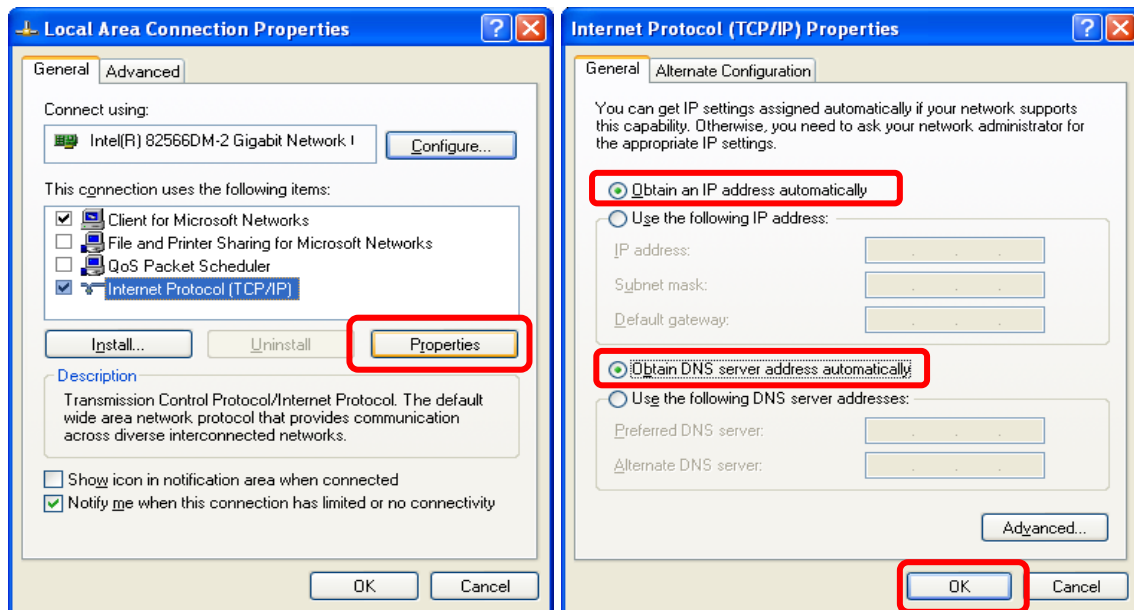 Local Area Connection Properties
General
Advanced
Connect using:
Intel(R) 82566DM-2 Gigabit Network
Configure...
This connection uses the following items:
Client for Microsoft Networks
File and Printer Sharing for Microsoft Networks
QoS Packet Scheduler
Internet Protocol (TCP/IP)
Install...
Uninstall
Properties
Description
Transmission Control Protocol/Internet Protocol. The default
wide area network protocol that provides communication
across diverse interconnected networks.
Show icon in notification area when connected
Notify me when this connection has limited or no connectivity
OK
Cancel
Internet Protocol (TCP/IP) Properties
General
Alternate Configuration
You can get IP settings assigned automatically if your network supports
this capability. Otherwise, you need to ask your network administrator for
the appropriate IP settings.
Obtain an IP address automatically
Use the following IP address:
IP address:
Subnet mask:
Default gateway:
Obtain DNS server address automatically
Use the following DNS server addresses:
Preferred DNS server:
Alternate DNS server:
Advanced...
OK
Cancel